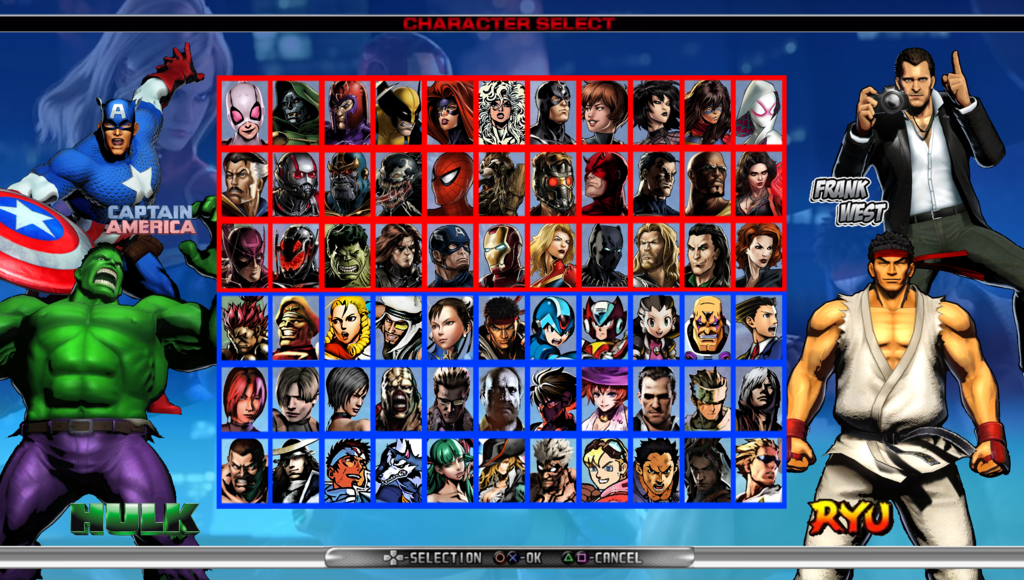 CHARACTER SELECT
A
CAPTAIN
AMERICA
HULK
FRANK
WEST
RYU
-SELECTION -OK -CANCEL